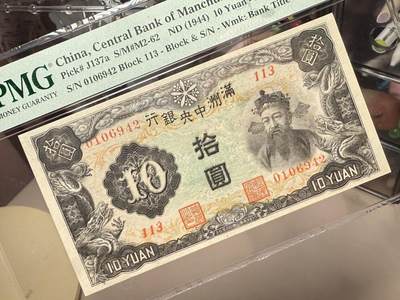 PMG
MONEY GUARANTY
China, Central Bank of Manchu
Pick# J137a S/M#M2-62 ND (1944) 10 Yuan
S/N 0106942 Block 113 - Block & S/N - Wmk: Bank Title
拾圓
拾圓
113
行銀央中洲滿
0106942
10
拾圓
0106942
113
10 YUAN
10 YUAN